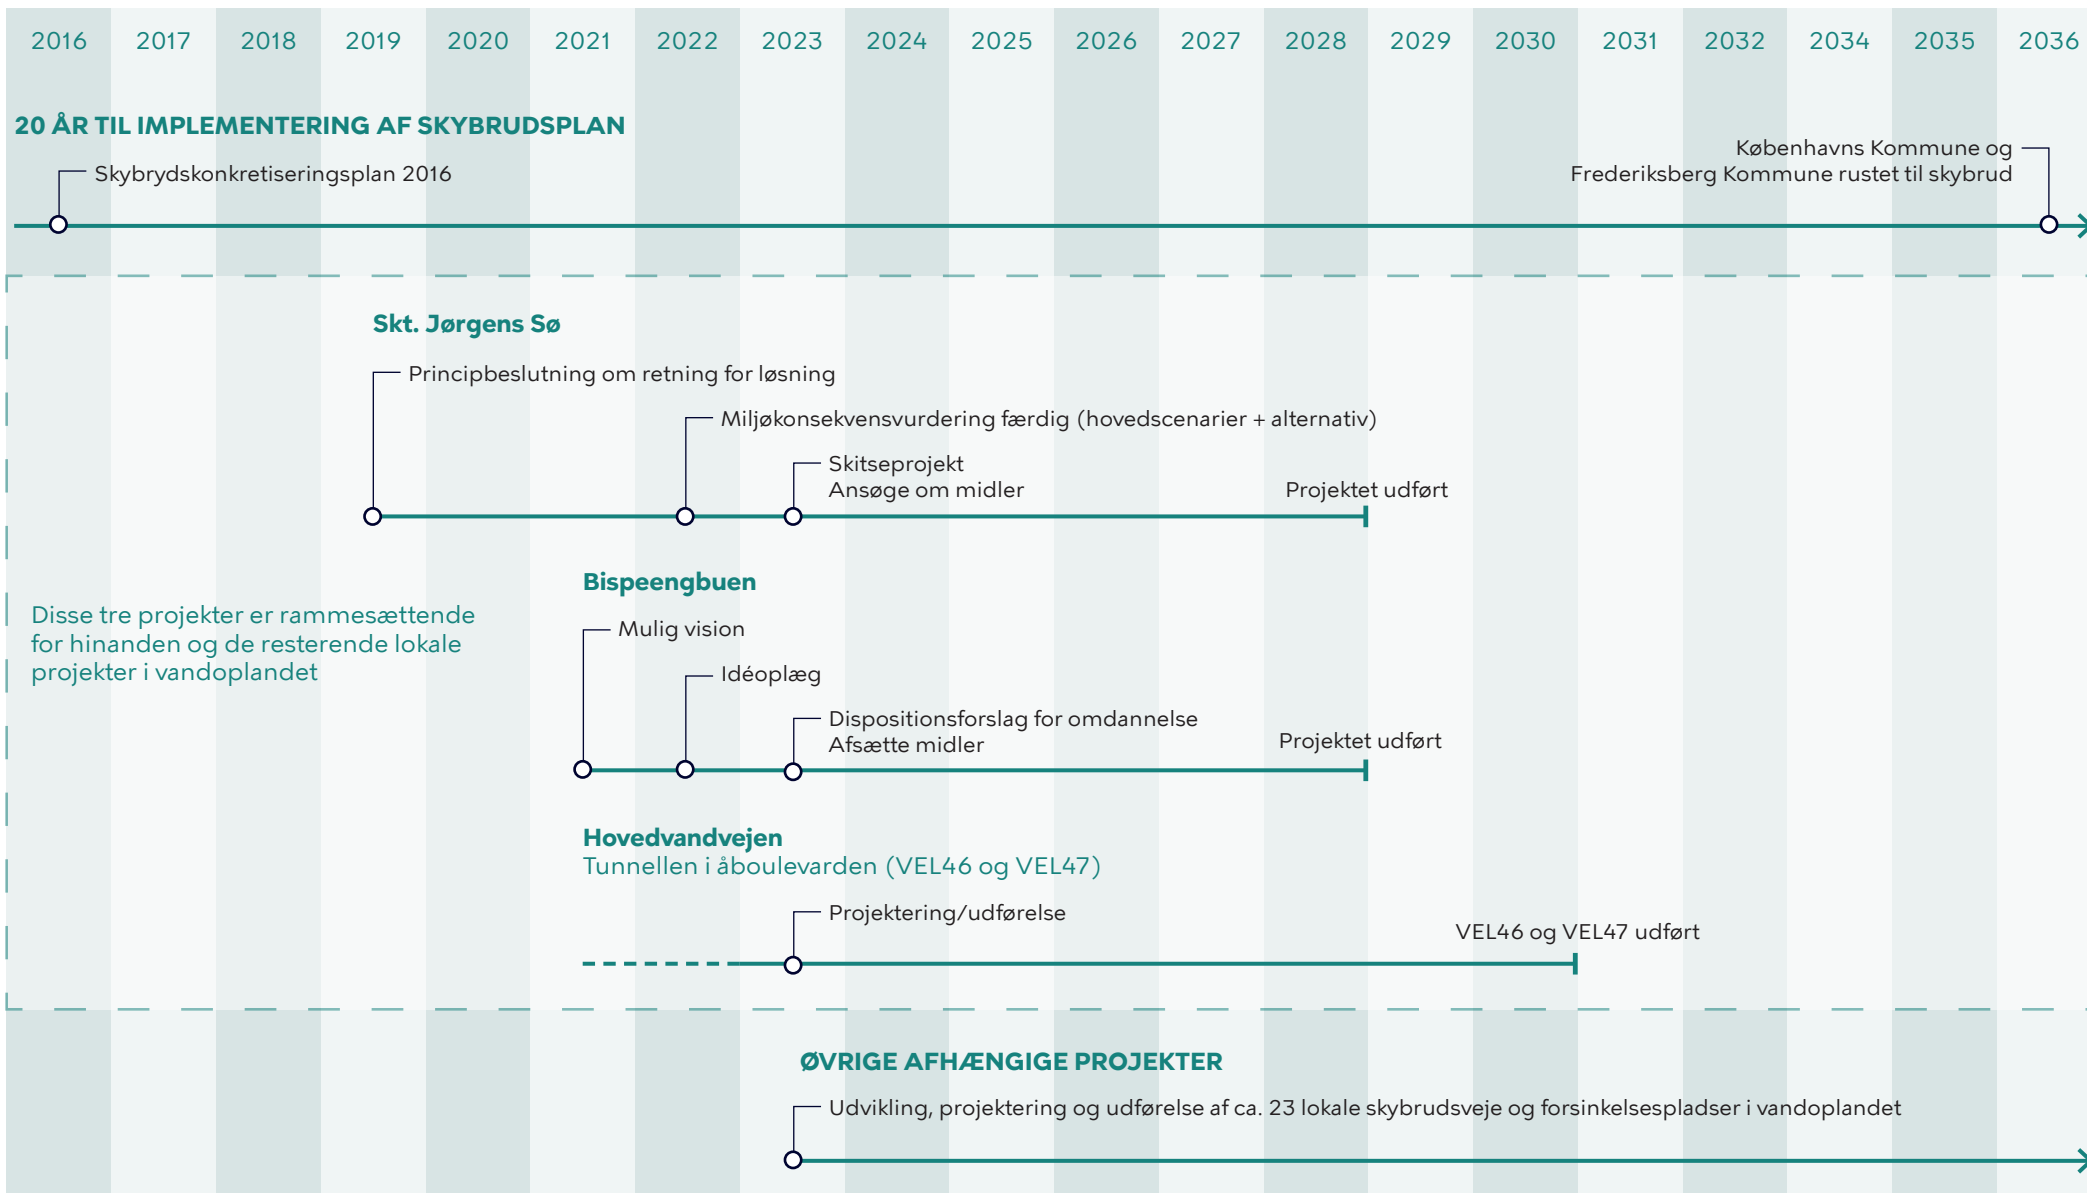 2016 2017 2018 2019 2020 2021 2022 2023 2024 2025 2026 2027 2028 2029 2030 2031 2032 2034 2035 2036
20 ÅR TIL IMPLEMENTERING AF SKYBRUDSPLAN
Skybrydskonkretiseringsplan 2016
Københavns Kommune og
Frederiksberg Kommune rustet til skybrud
Skt. Jørgens Sø
Principbeslutning om retning for løsning
Miljøkonsekvensvurdering færdig (hovedscenarier + alternativ)
Skitseprojekt
Ansøge om midler
Projektet udført
Disse tre projekter er rammesættende
for hinanden og de resterende lokale
projekter i vandoplandet
Bispeengbuen
Mulig vision
Idéoplæg
Dispositionsforslag for omdannelse
Afsætte midler
Projektet udført
Hovedvandvejen
Tunnellen i åboulevarden (VEL46 og VEL47)
Projektering/udførelse
VEL46 og VEL47 udført
ØVRIGE AFHÆNGIGE PROJEKTER
Udvikling, projektering og udførelse af ca. 23 lokale skybrudsveje og forsinkelsespladser i vandoplandet